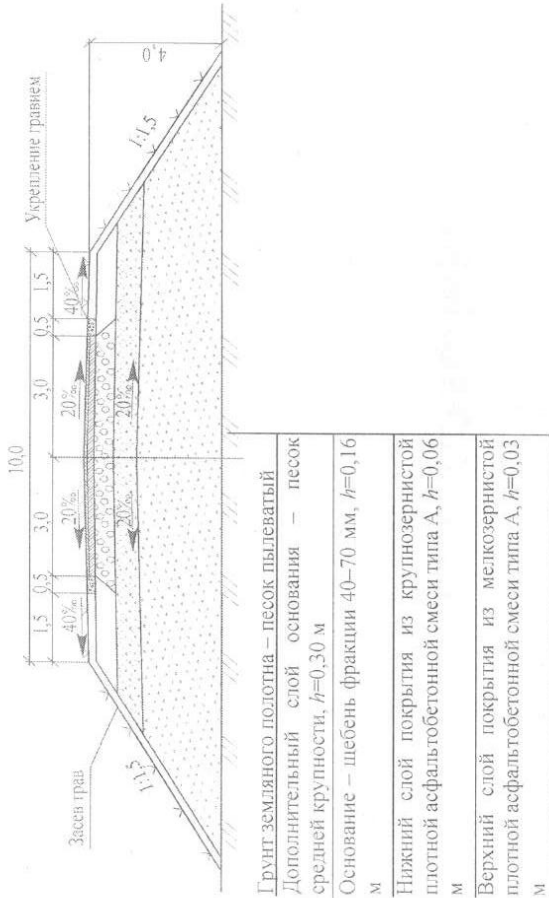 10,0
1,5
0,5
3,0
3,0
0,5
1,5
Укрепление гравием
Засев трав
40‰
20‰
20‰
40‰
20‰
20‰
1:1,5
1:1,5
4,0
Грунт земляного полотна – песок пылеватый
Дополнительный слой основания – песок
средней крупности, h=0,30 м
Основание – щебень фракции 40–70 мм, h=0,16
м
Нижний слой покрытия из крупнозернистой
плотной асфальтобетонной смеси типа А, h=0,06
м
Верхний слой покрытия из мелкозернистой
плотной асфальтобетонной смеси типа А, h=0,03
м